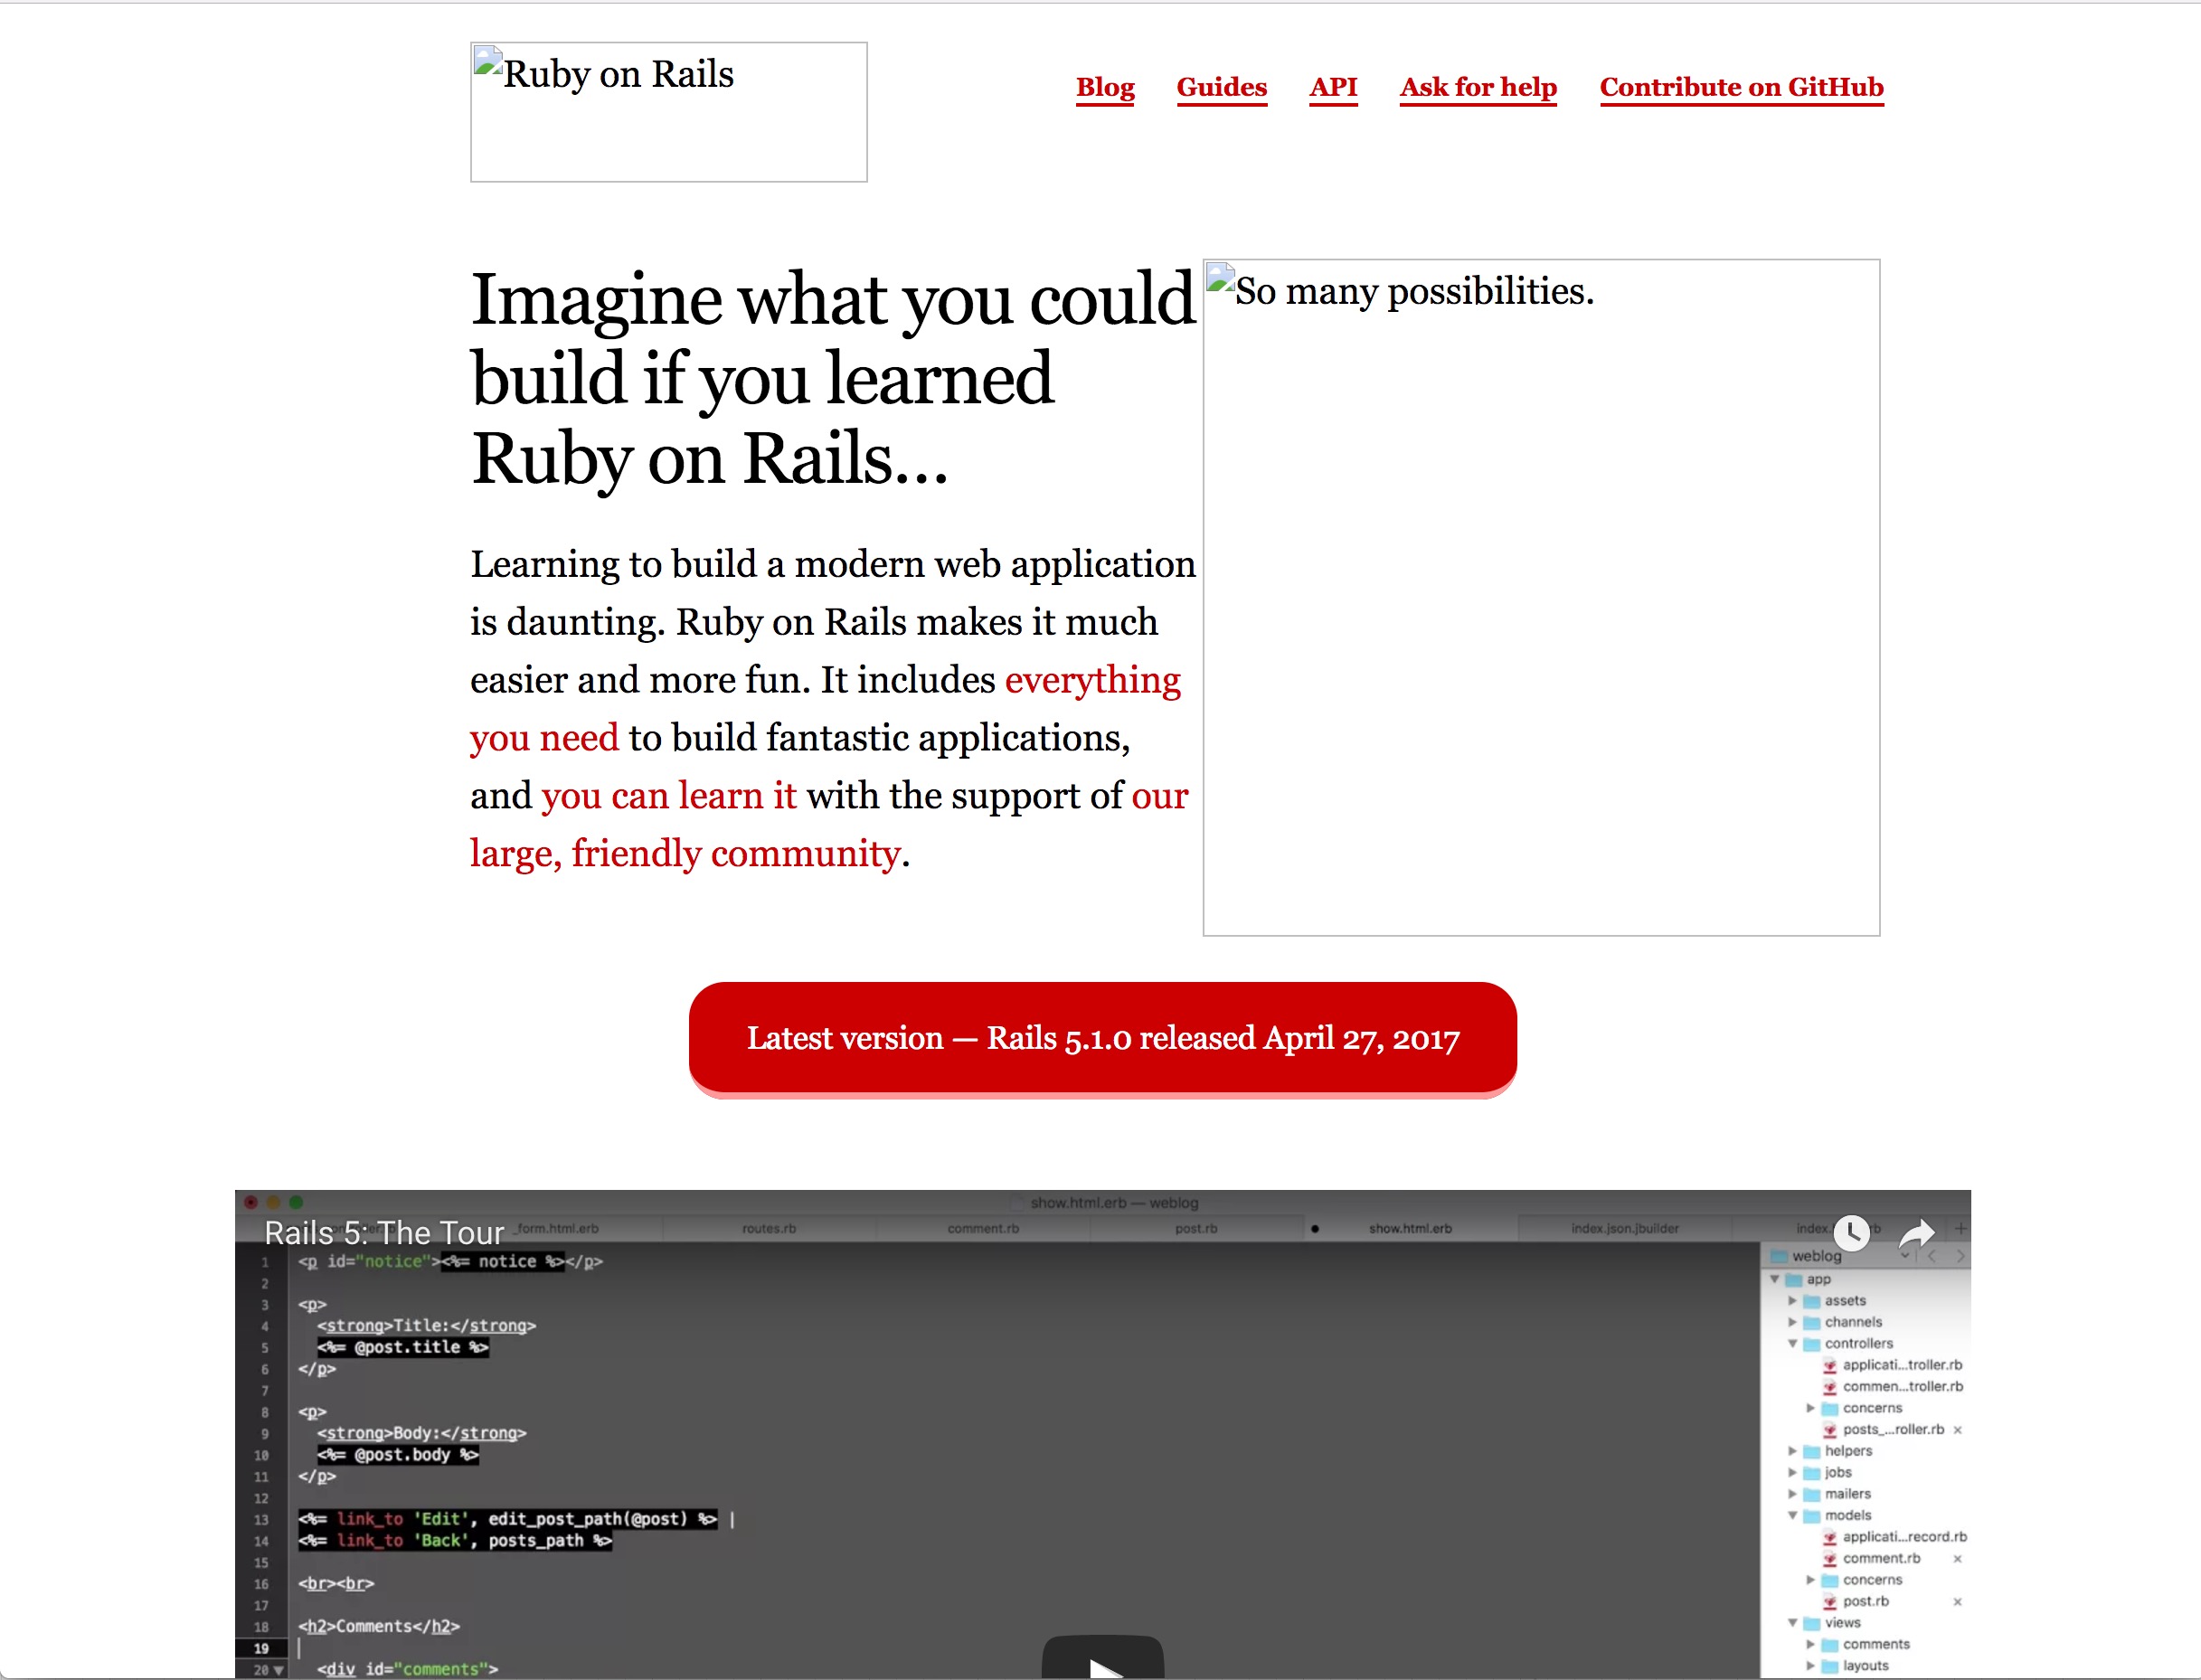 Ruby on Rails
Blog Guides API Ask for help Contribute on GitHub
Imagine what you could
build if you learned
Ruby on Rails…
So many possibilities.
Learning to build a modern web application
is daunting. Ruby on Rails makes it much
easier and more fun. It includes everything
you need to build fantastic applications,
and you can learn it with the support of our
large, friendly community.
Latest version — Rails 5.1.0 released April 27, 2017
show.html.erb — weblog
Rails 5: The Tour
_form.html.erb routes.rb comment.rb post.rb show.html.erb index.json.jbuilder
1 <p id="notice"><%= notice %></p>
2
3 <p>
4 <strong>Title:</strong>
5 <%= @post.title %>
6 </p>
7
8 <p>
9 <strong>Body:</strong>
10 <%= @post.body %>
11 </p>
12
13 <%= link_to 'Edit', edit_post_path(@post) %> |
14 <%= link_to 'Back', posts_path %>
15
16 <br><br>
17
18 <h2>Comments</h2>
19
20 <div id="comments">
weblog
app
assets
channels
controllers
applicati...troller.rb
commen...troller.rb
concerns
posts_...roller.rb
helpers
jobs
mailers
models
applicati...record.rb
comment.rb
concerns
post.rb
views
comments
layouts